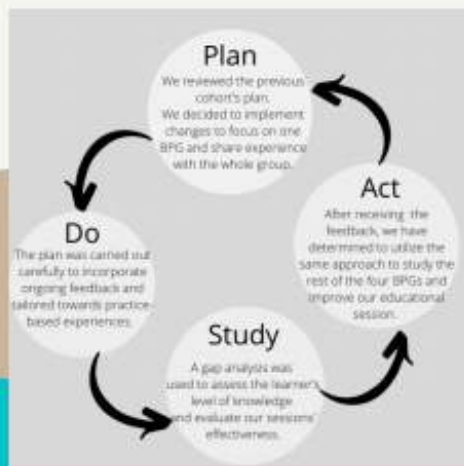 Plan
We reviewed the previous
cohort's plan.
We decided to implement
changes to focus on one
BPG and share experience
with the whole group.
Do
The plan was carried out
carefully to incorporate
ongoing feedback and
tailored towards practice-
based experiences.
Study
A gap analysis was
used to assess the learner's
level of knowledge
and evaluate our sessions'
effectiveness.
Act
After receiving the
feedback, we have
determined to utilize the
same approach to study the
rest of the four BPGs and
improve our educational
session.